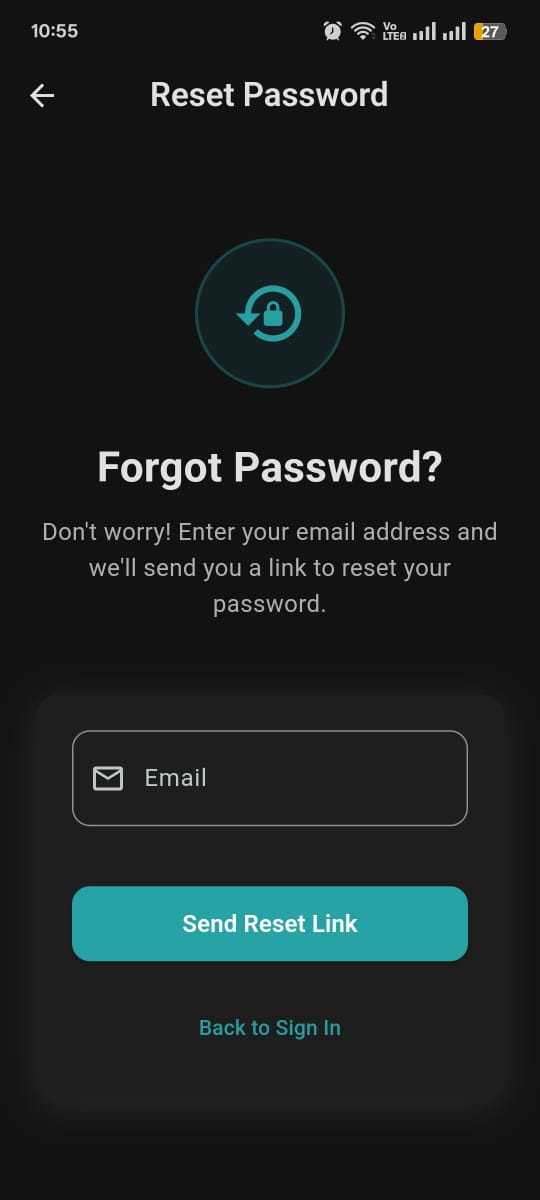 10:55
Vo
LTE2
27
Reset Password
Forgot Password?
Don't worry! Enter your email address and
we'll send you a link to reset your
password.
Email
Send Reset Link
Back to Sign In